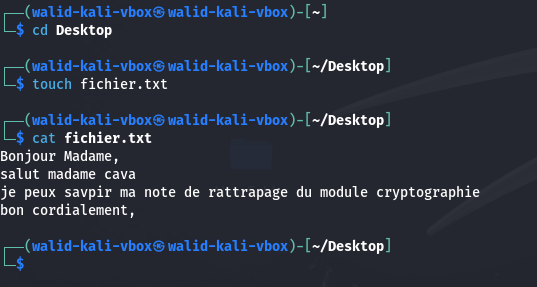 ┌──(walid-kali-vbox㉿walid-kali-vbox)-[~]
└─$ cd Desktop
┌──(walid-kali-vbox㉿walid-kali-vbox)-[~/Desktop]
└─$ touch fichier.txt
┌──(walid-kali-vbox㉿walid-kali-vbox)-[~/Desktop]
└─$ cat fichier.txt
Bonjour Madame,
salut madame cava
je peux savpir ma note de rattrapage du module cryptographie
bon cordialement,
┌──(walid-kali-vbox㉿walid-kali-vbox)-[~/Desktop]
└─$